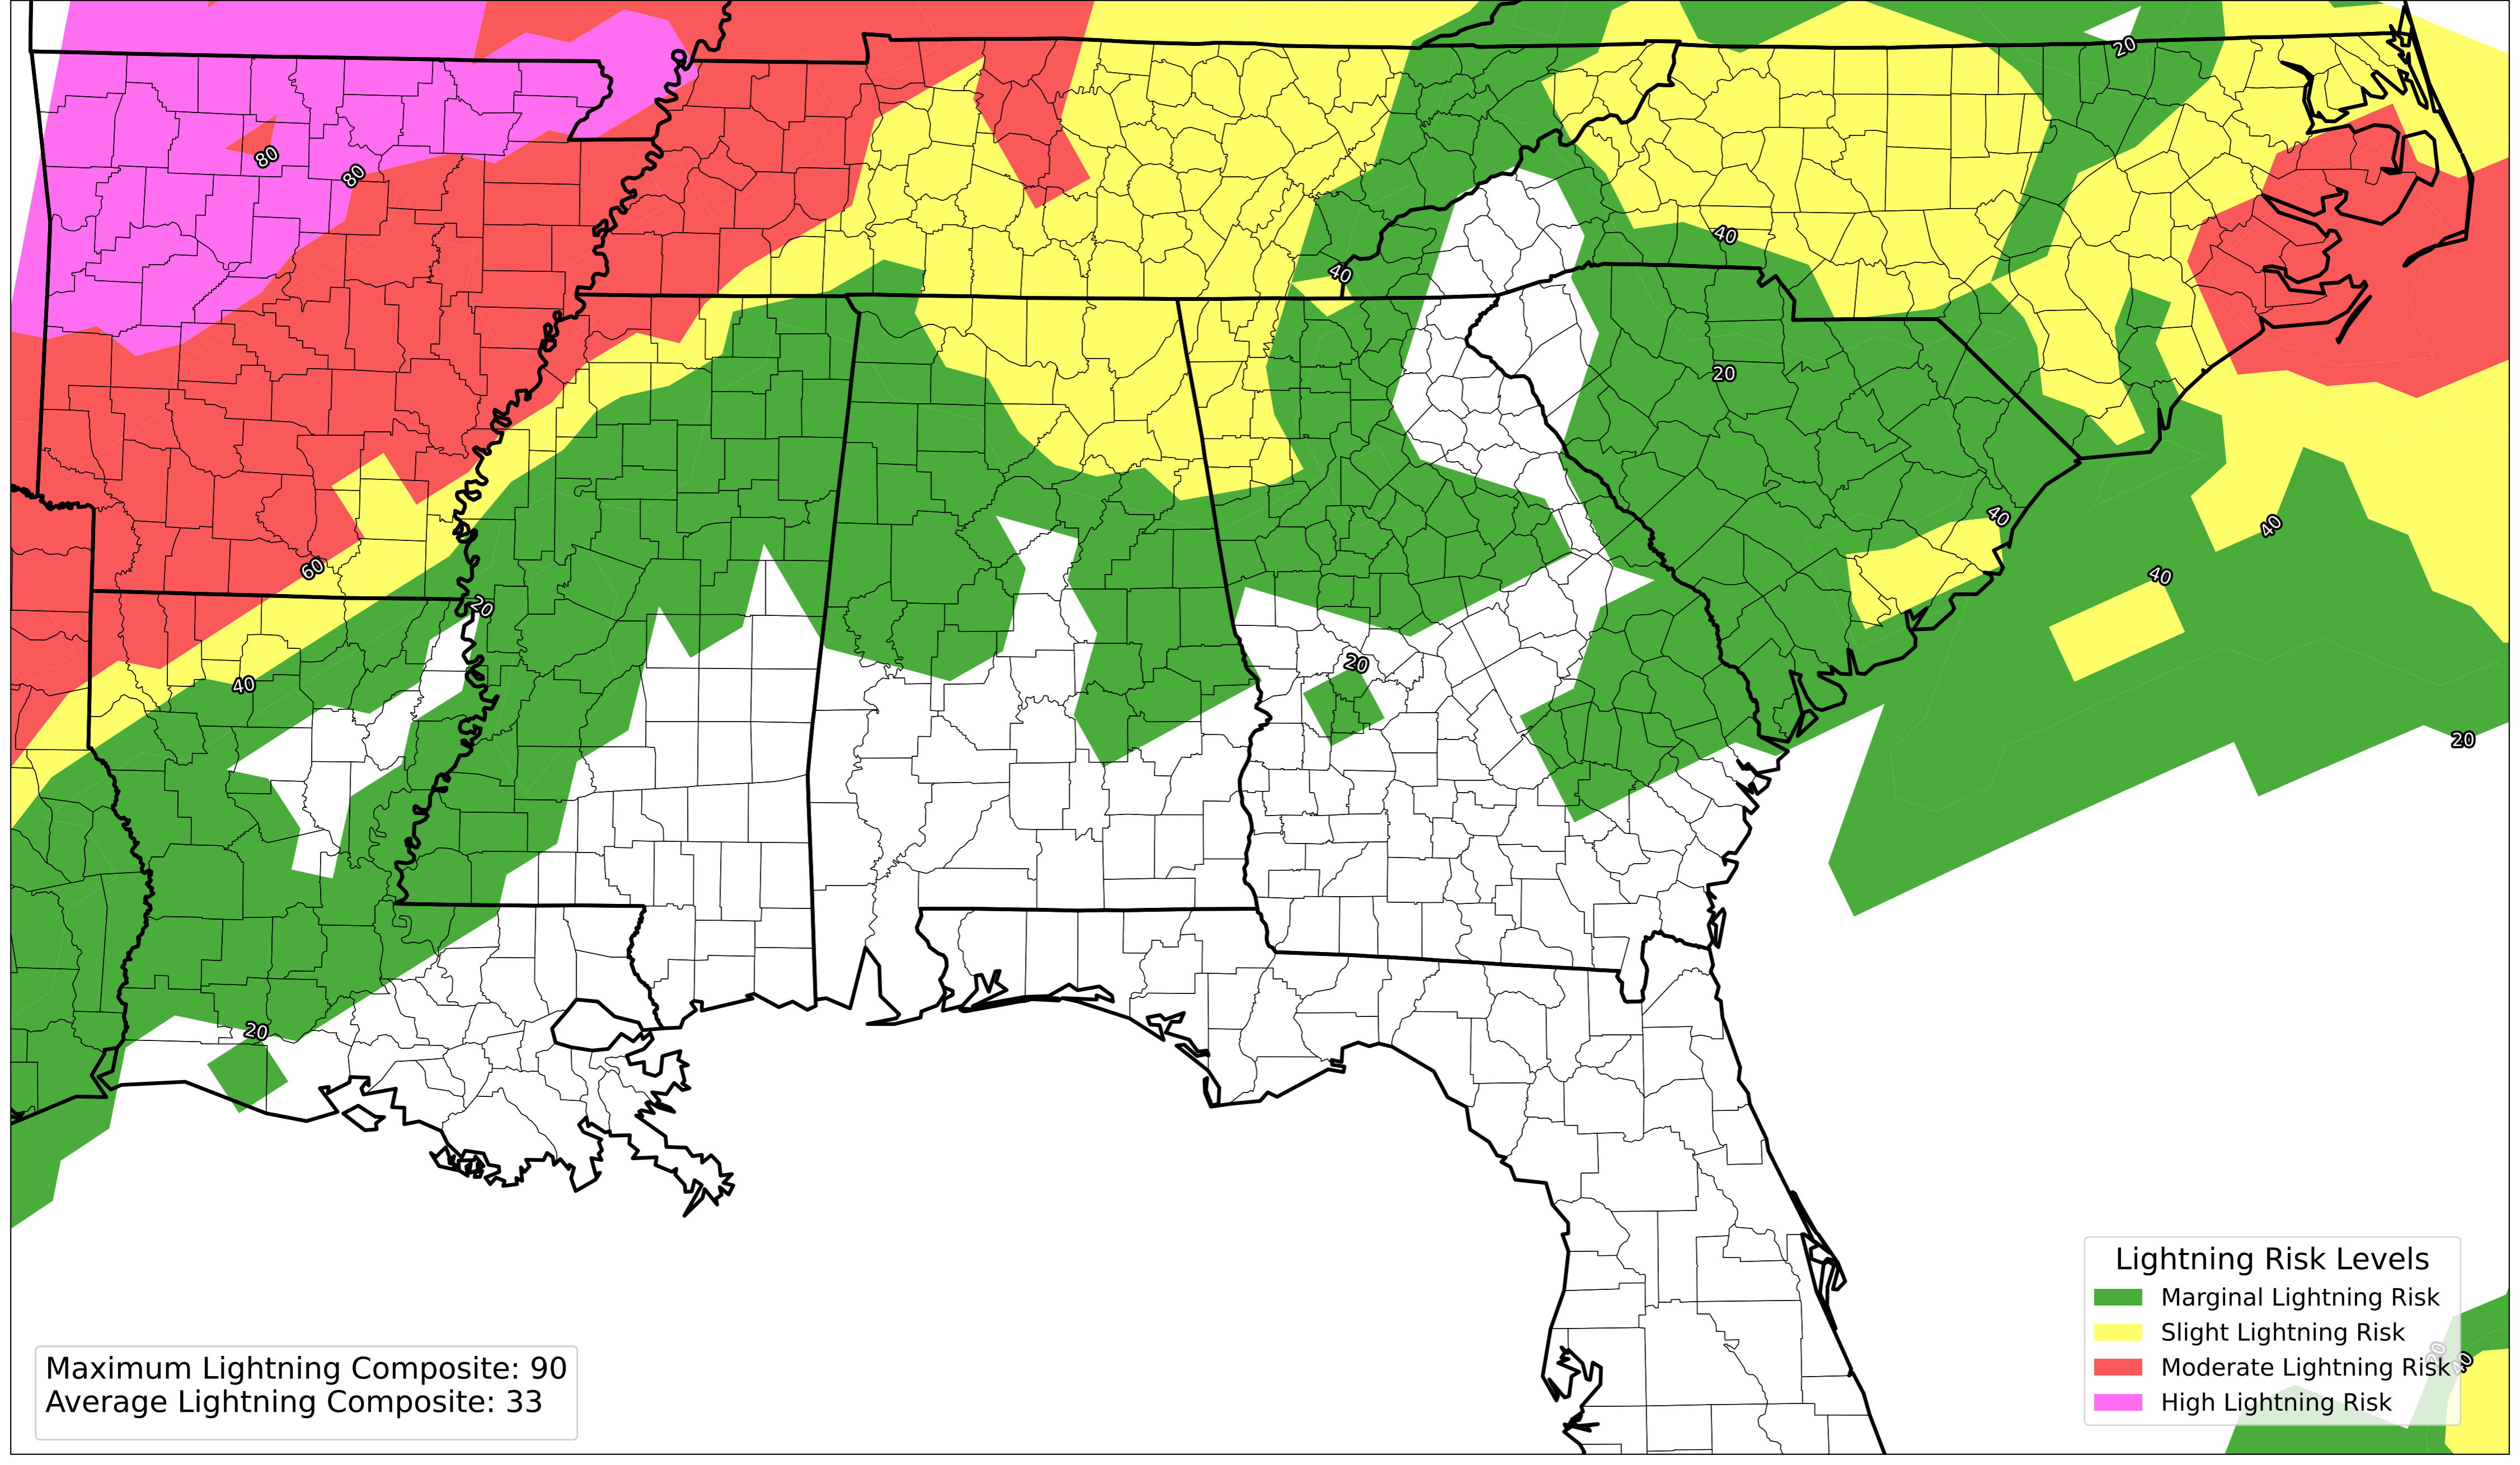 20
80
80
40
40
20
40
40
60
40
20
20
40
20
20
Lightning Risk Levels
Marginal Lightning Risk
Slight Lightning Risk
Moderate Lightning Risk
High Lightning Risk
20
40
Maximum Lightning Composite: 90
Average Lightning Composite: 33